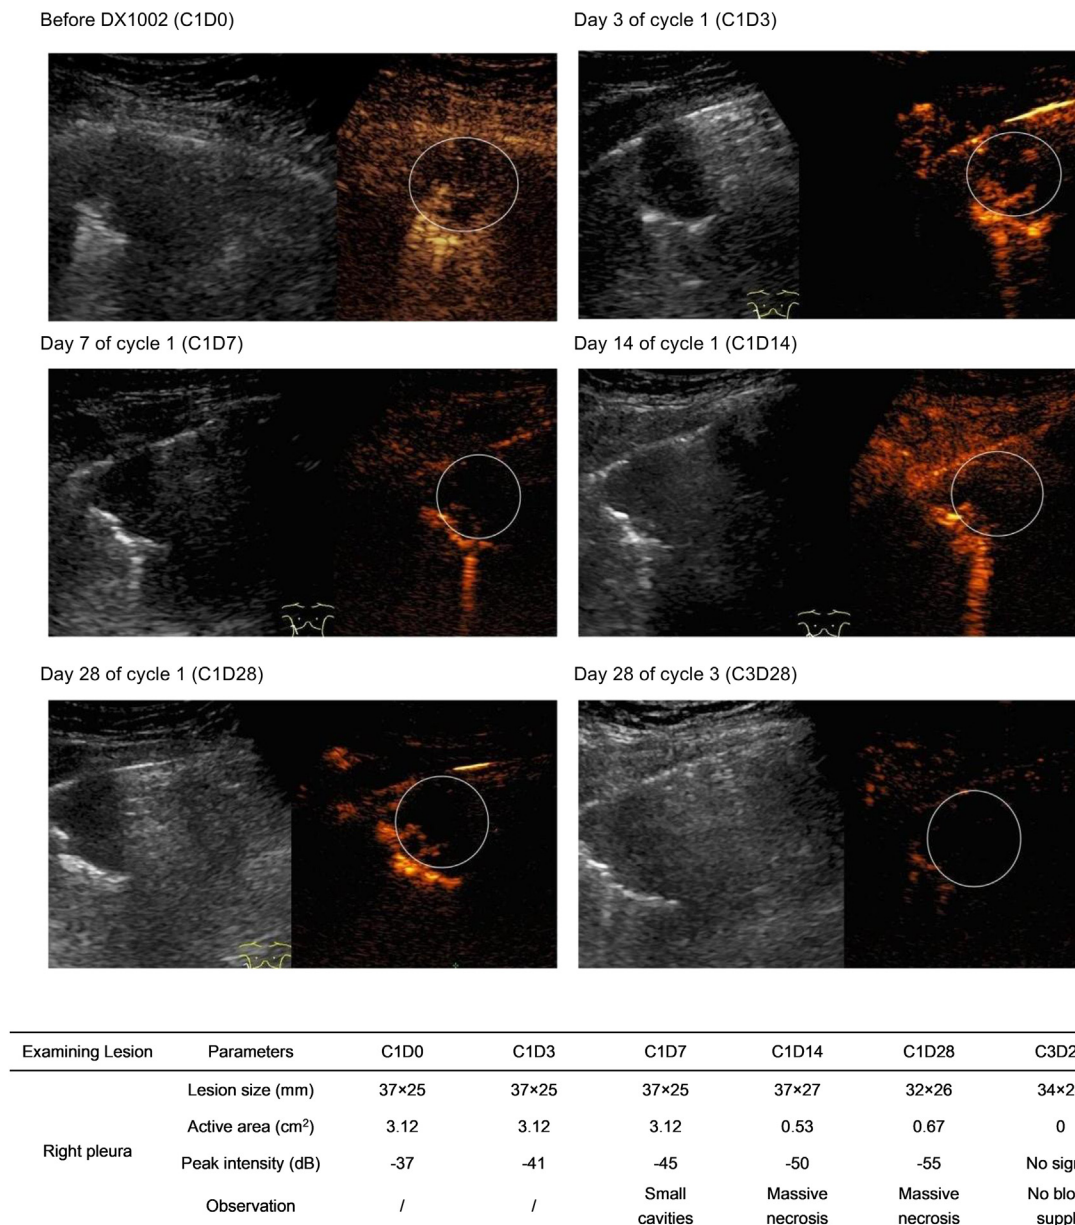 Before DX1002 (C1D0)
Day 3 of cycle 1 (C1D3)
Day 7 of cycle 1 (C1D7)
Day 14 of cycle 1 (C1D14)
Day 28 of cycle 1 (C1D28)
Day 28 of cycle 3 (C3D28)
Examining Lesion Parameters C1D0 C1D3 C1D7 C1D14 C1D28
Lesion size (mm) 37×25 37×25 37×25 37×27 32×26
Active area (cm²) 3.12 3.12 3.12 0.53 0.67 0
Right pleura
Peak intensity (dB) -37 -41 -45 -50 -55 No
Observation / / Small cavities Massive necrosis Massive necrosis No